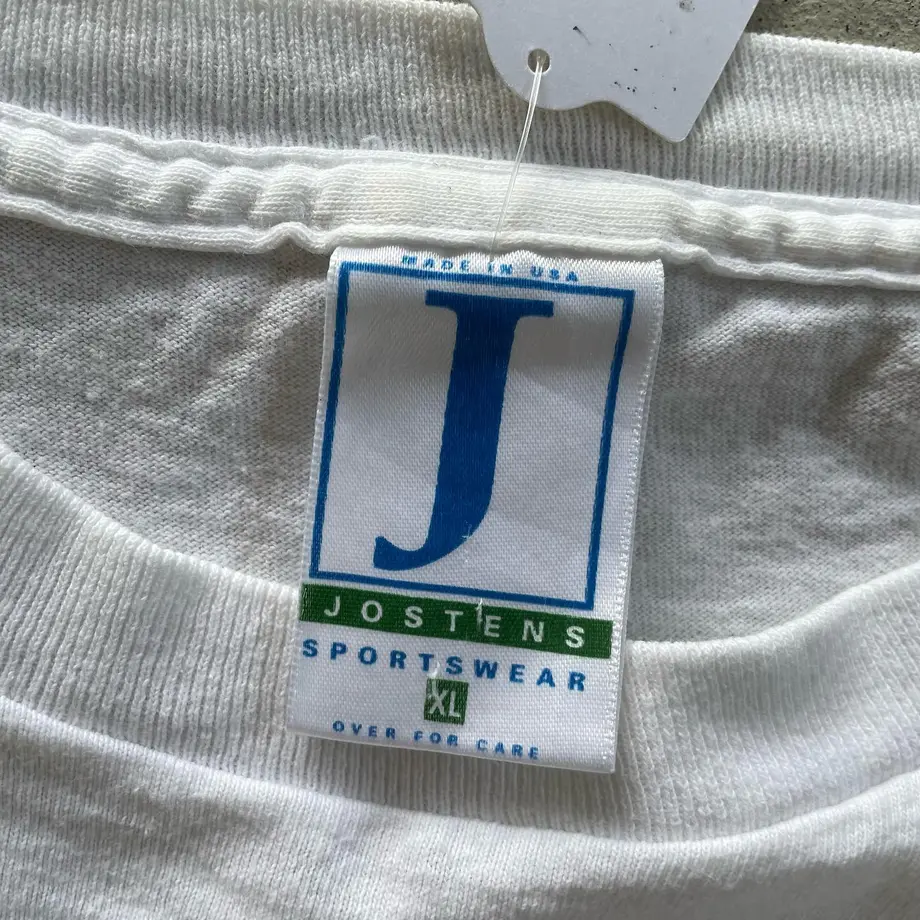 MADE IN USA
J
JOSTENS
SPORTSWEAR
XL
OVER FOR CARE